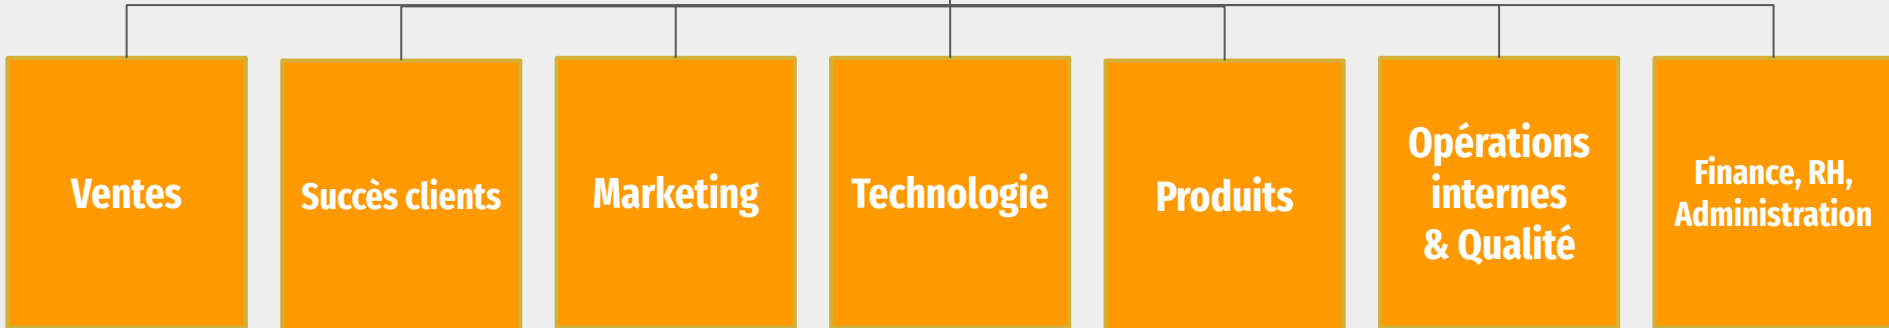 Ventes
Succès clients
Marketing
Technologie
Produits
Opérations
internes
& Qualité
Finance, RH,
Administration